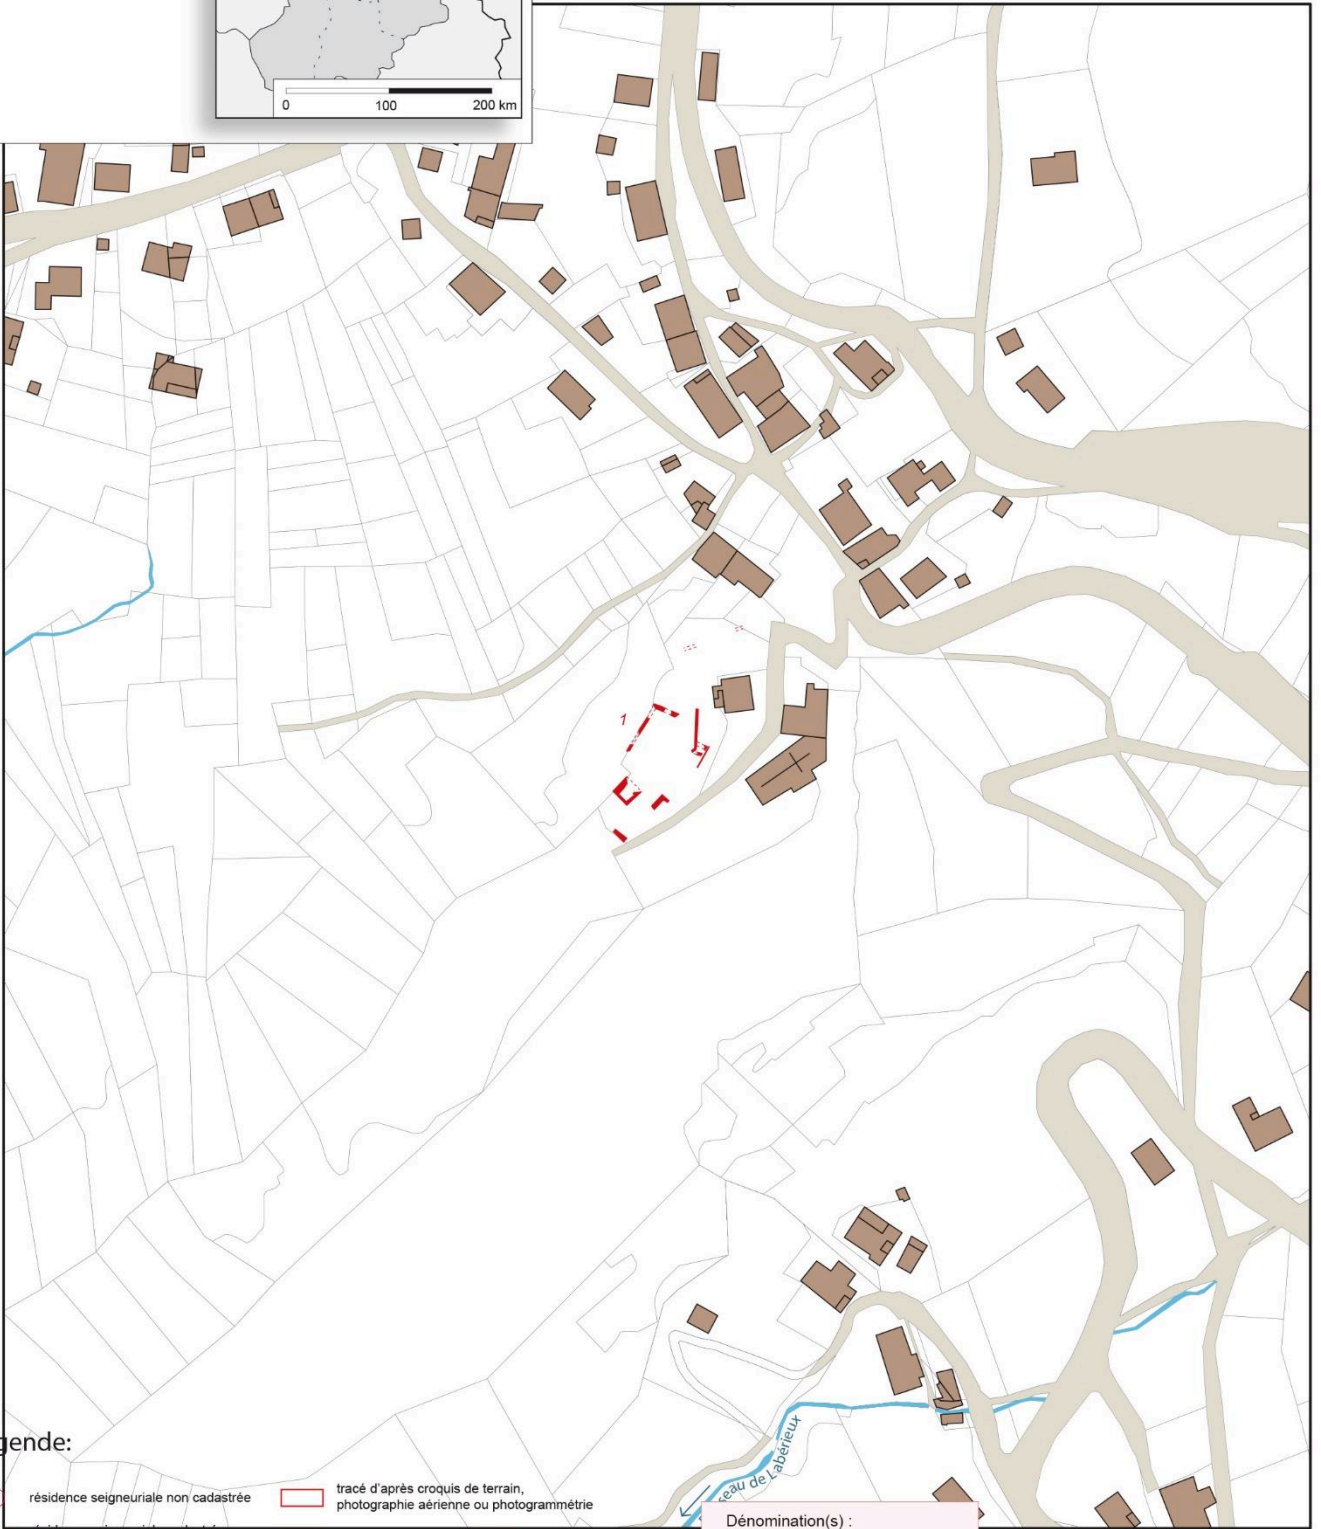 0 100 200 km
1
gende:
résidence seigneuriale non cadastrée
tracé d'après croquis de terrain,
photographie aérienne ou photogrammétrie
seau de Labérieux
Dénomination(s) :